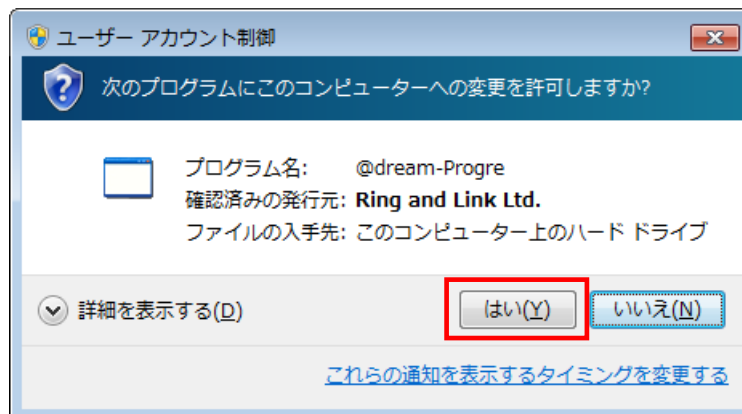 ユーザー アカウント制御
次のプログラムにこのコンピューターへの変更を許可しますか?
プログラム名: @dream-Progre
確認済みの発行元: Ring and Link Ltd.
ファイルの入手先: このコンピューター上のハード ドライブ
詳細を表示する(D) はい(Y) いいえ(N)
これらの通知を表示するタイミングを変更する